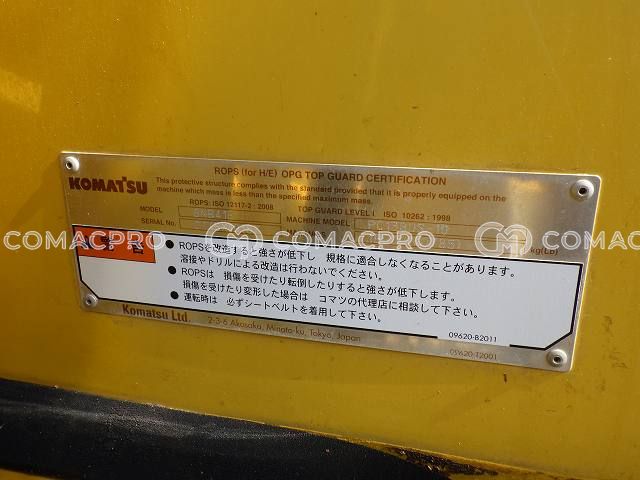 ROPS (for H/E) OPG TOP GUARD CERTIFICATION
KOMATSU
This protective structure complies with the standard provided that it is properly equipped on the
machine which mass is less than the specified maximum mass.
ROPS: ISO 12117-2 : 2008 TOP GUARD LEVEL I ISO 10262 : 1998
MODEL MACHINE MODEL
SERIAL No.
kg(Lb)
COMACPRO COMACPRO COMACPRO
● ROPSを改造すると強さが低下し 規格に適合しなくなることがあります。
溶接やドリルによる改造は行わないでください。
● ROPSは 損傷を受けたり転倒したりすると強さが低下します。
損傷を受けたり変形した場合は コマツの代理店に相談して下さい。
● 運転時は 必ずシートベルトを着用して下さい。
09620-B2011
Komatsu Ltd.
2-3-6 Akasaka, Minato-ku, Tokyo, Japan
09620-T2001